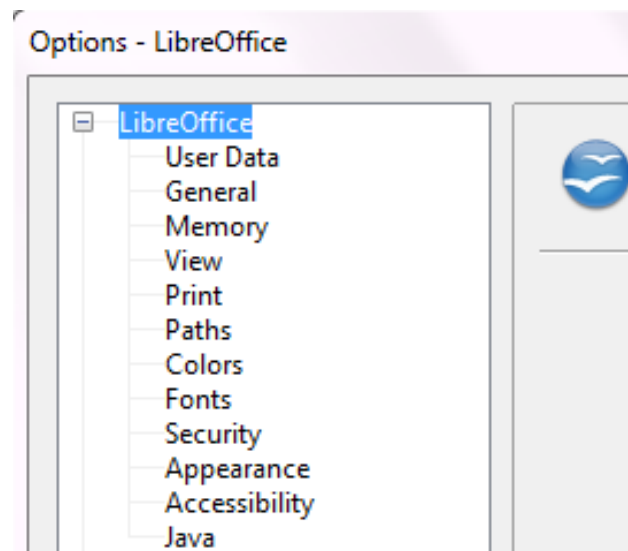 Options - LibreOffice
LibreOffice
User Data
General
Memory
View
Print
Paths
Colors
Fonts
Security
Appearance
Accessibility
Java